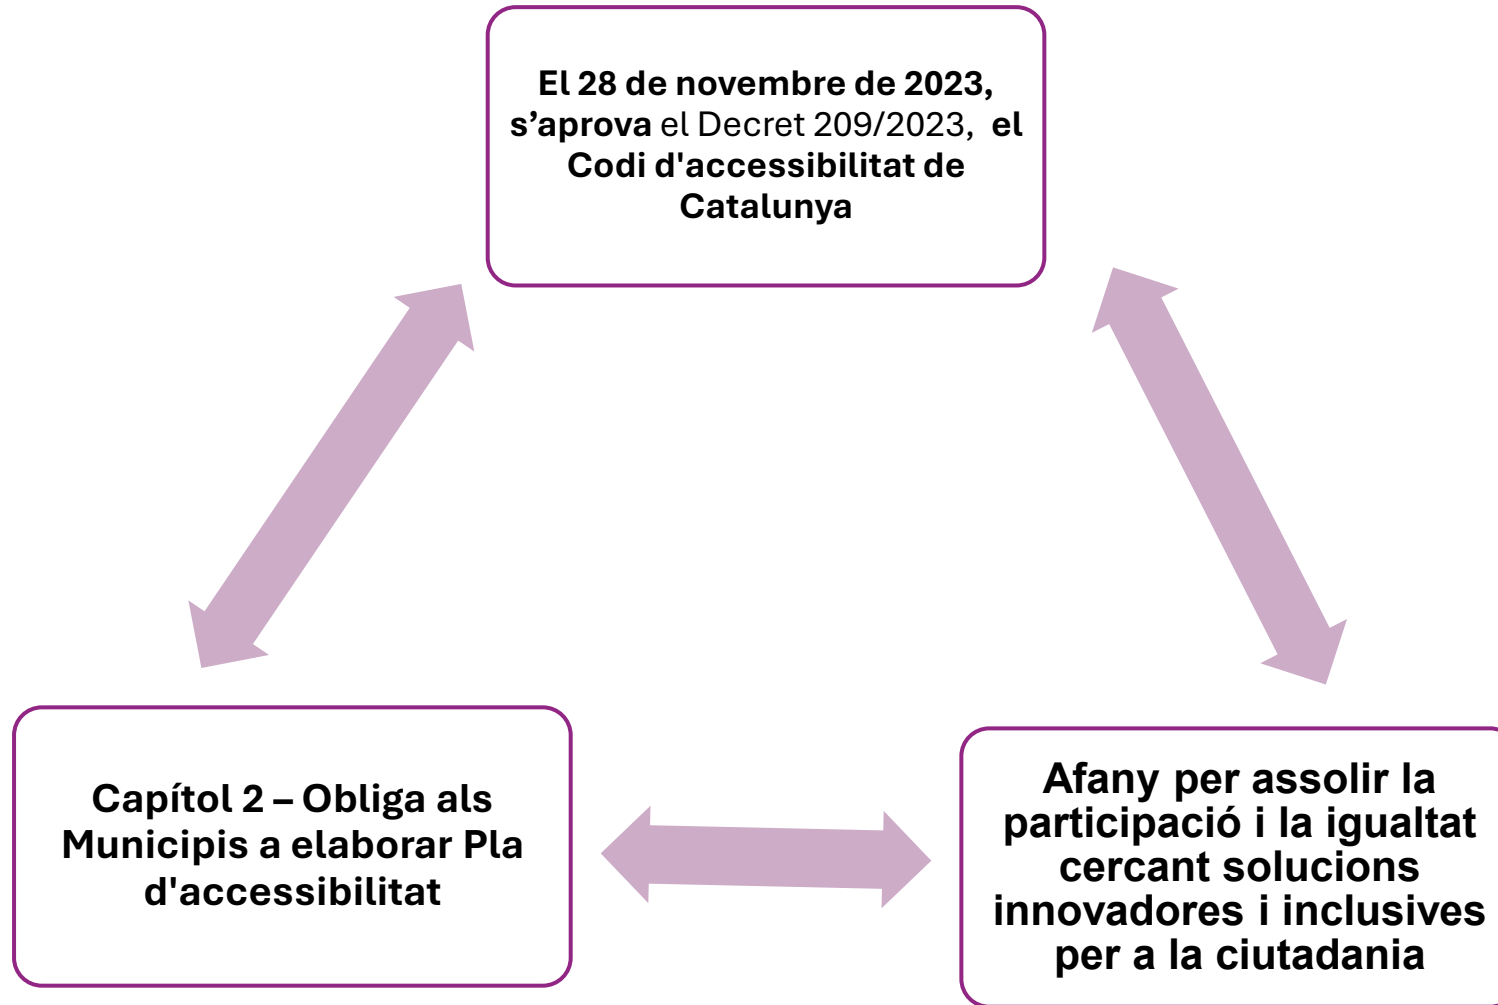 El 28 de novembre de 2023,
s’aprova el Decret 209/2023, el
Codi d'accessibilitat de
Catalunya
Capítol 2 – Obliga als
Municipis a elaborar Pla
d'accessibilitat
Afany per assolir la
participació i la igualtat
cercant solucions
innovadores i inclusives
per a la ciutadania